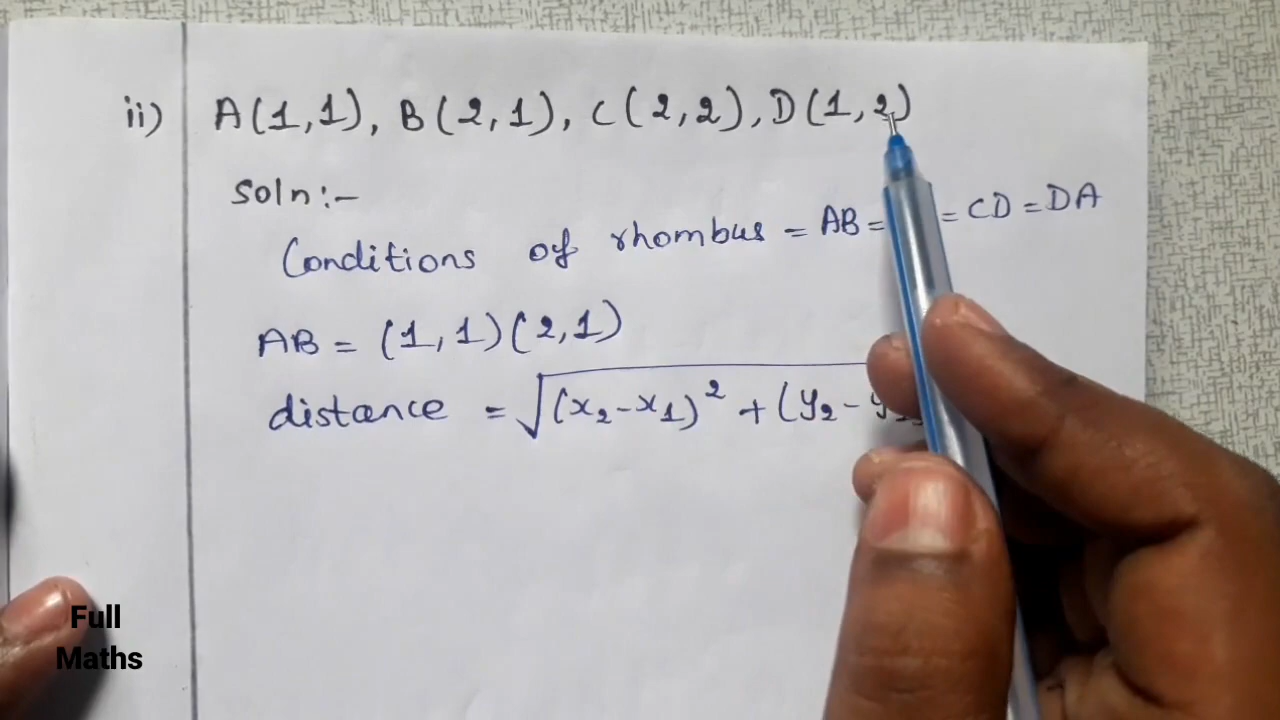 ii) A(1,1), B(2,1), C(2,2), D(1,2)
Soln:-
Conditions of rhombus = AB = = CD = DA
AB = (1,1)(2,1)
distance = √(x₂-x₁)² + (y₂ - y₁
Full
Maths